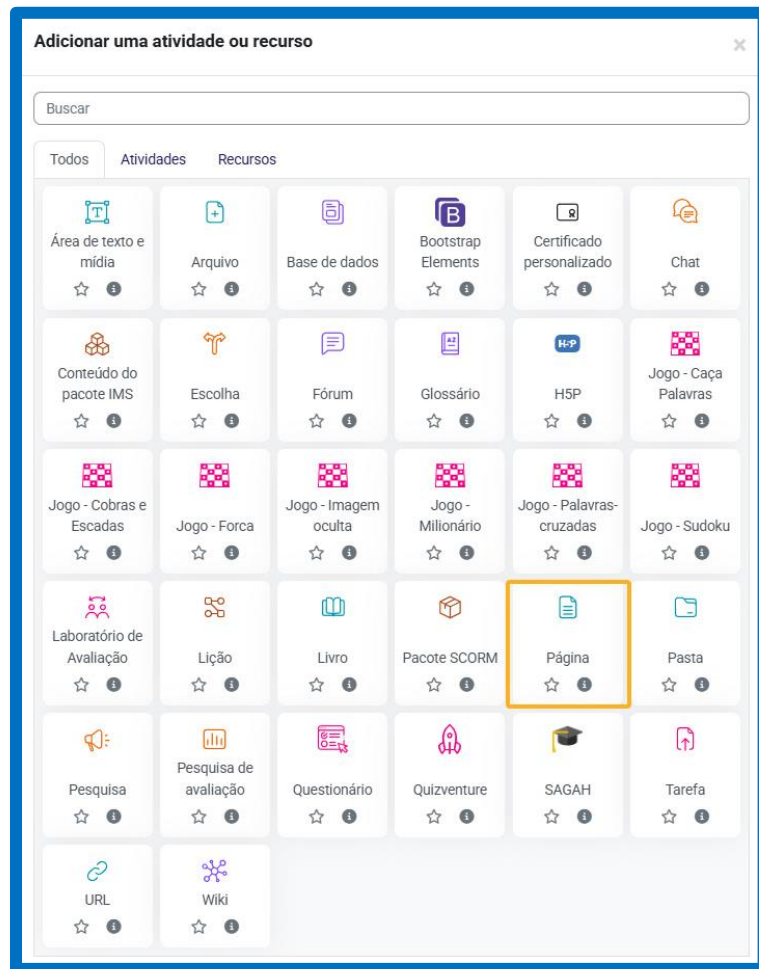 Adicionar uma atividade ou recurso
×
Buscar
Todos Atividades Recursos
Área de texto e mídia
Arquivo
Base de dados
B
Bootstrap Elements
Certificado personalizado
Chat
Conteúdo do pacote IMS
Escolha
Fórum
Glossário
H5P
H5P
Jogo - Caça Palavras
Jogo - Cobras e Escadas
Jogo - Forca
Jogo - Imagem oculta
Jogo - Milionário
Jogo - Palavras-cruzadas
Jogo - Sudoku
Laboratório de Avaliação
Lição
Livro
Pacote SCORM
Página
Pasta
Pesquisa
Pesquisa de avaliação
Questionário
Quizventure
SAGAH
Tarefa
URL
Wiki